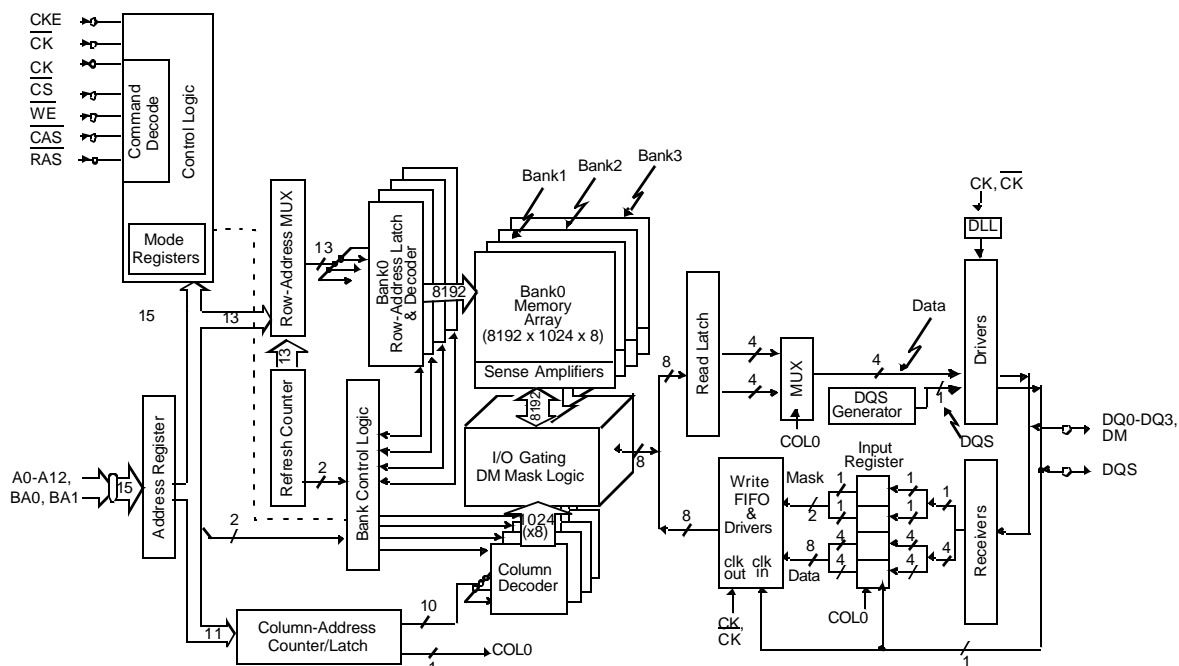 CKE
CK
CK
CS
WE
CAS
RAS
Command
Decode
Control Logic
Mode
Registers
15
13
Row-Address MUX
13
13
Refresh Counter
2
Bank0
Row-Address Latch
& Decoder
8192
Bank1
Bank2
Bank3
Bank0
Memory
Array
(8192 x 1024 x 8)
Sense Amplifiers
8192
I/O Gating
DM Mask Logic
8
1024
(x8)
Column
Decoder
Bank Control Logic
A0-A12,
BA0, BA1
15
Address Register
2
11
Column-Address
Counter/Latch
10
1
COL0
8
Read Latch
4
4
MUX
COL0
4
Data
DQS
Generator
1
DQS
CK, CK
DLL
Drivers
DQ0-DQ3,
DM
DQS
8
Write
FIFO
&
Drivers
clk
out
clk
in
CK,
CK
Mask
2
8
Data
Input
Register
1
1
4
4
1
1
4
4
1
4
COL0
Receivers
1